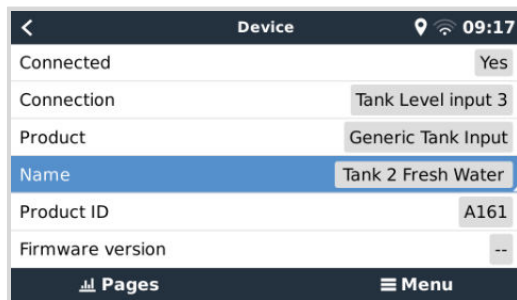 Device 09:17
Connected Yes
Connection Tank Level input 3
Product Generic Tank Input
Name Tank 2 Fresh Water
Product ID A161
Firmware version --
Pages Menu